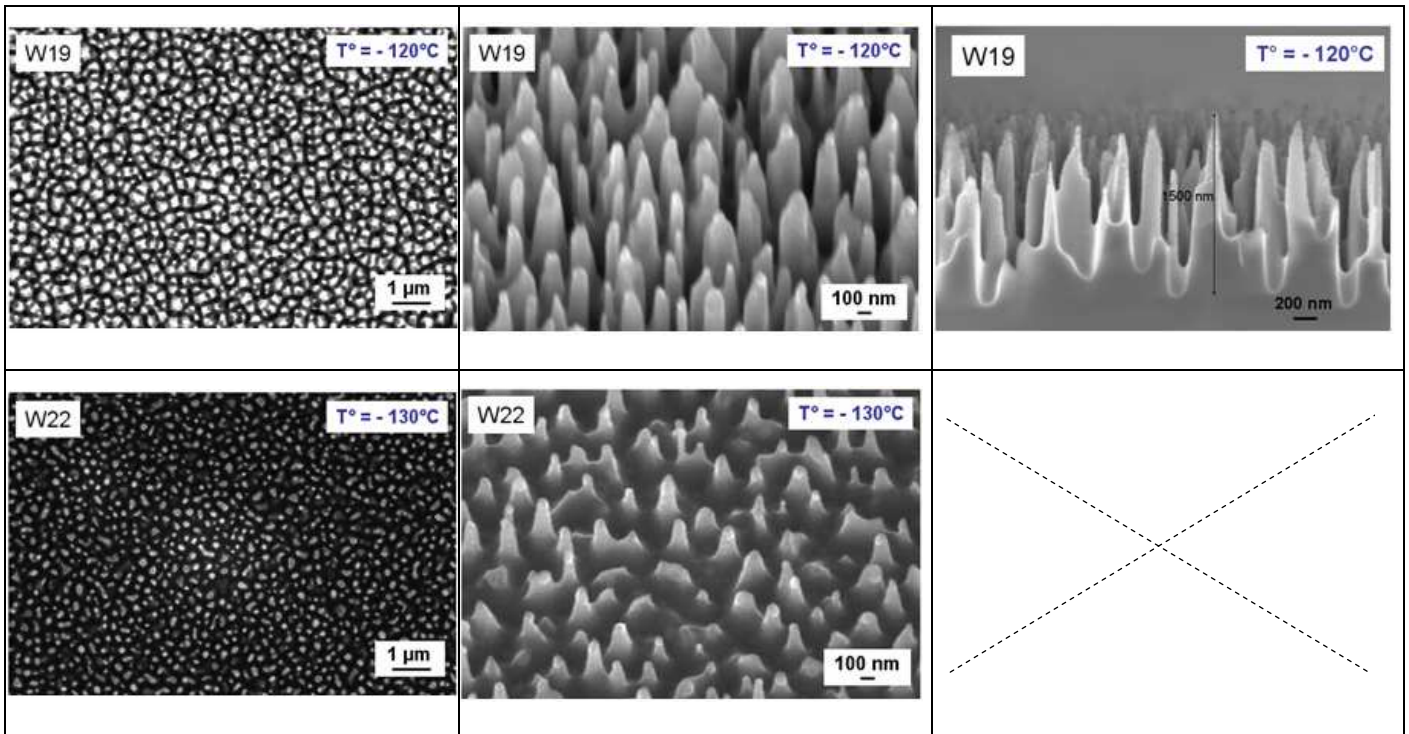 W19
T° = - 120°C
1 µm
W19
T° = - 120°C
100 nm
W19
T° = - 120°C
1500 nm
200 nm
W22
T° = - 130°C
1 µm
W22
T° = - 130°C
100 nm